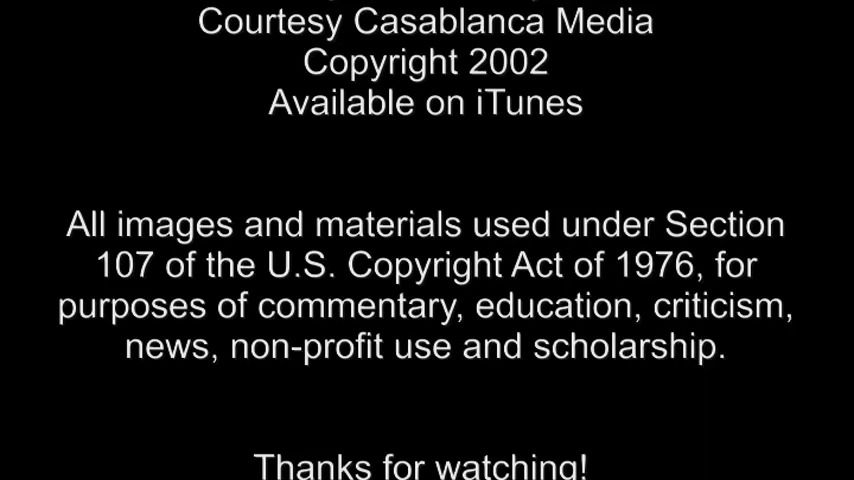 Courtesy Casablanca Media
Copyright 2002
Available on iTunes
All images and materials used under Section
107 of the U.S. Copyright Act of 1976, for
purposes of commentary, education, criticism,
news, non-profit use and scholarship.
Thanks for watching!